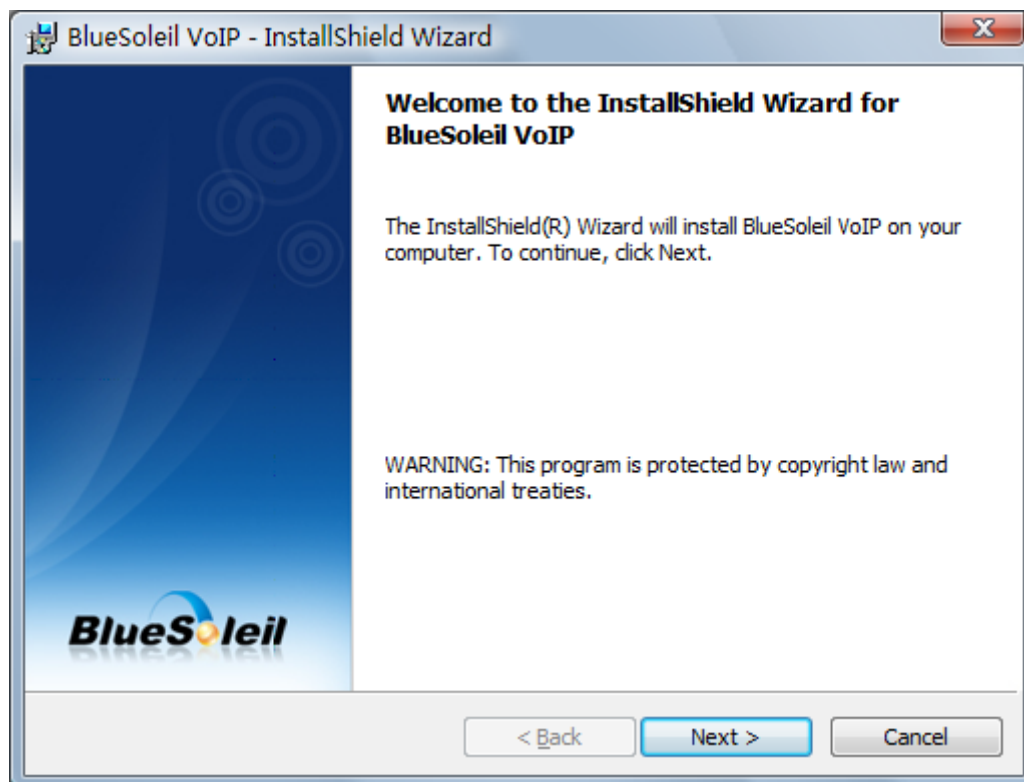 BlueSoleil VoIP - InstallShield Wizard
Welcome to the InstallShield Wizard for
BlueSoleil VoIP
The InstallShield(R) Wizard will install BlueSoleil VoIP on your
computer. To continue, click Next.
WARNING: This program is protected by copyright law and
international treaties.
BlueSoleil
< Back
Next >
Cancel